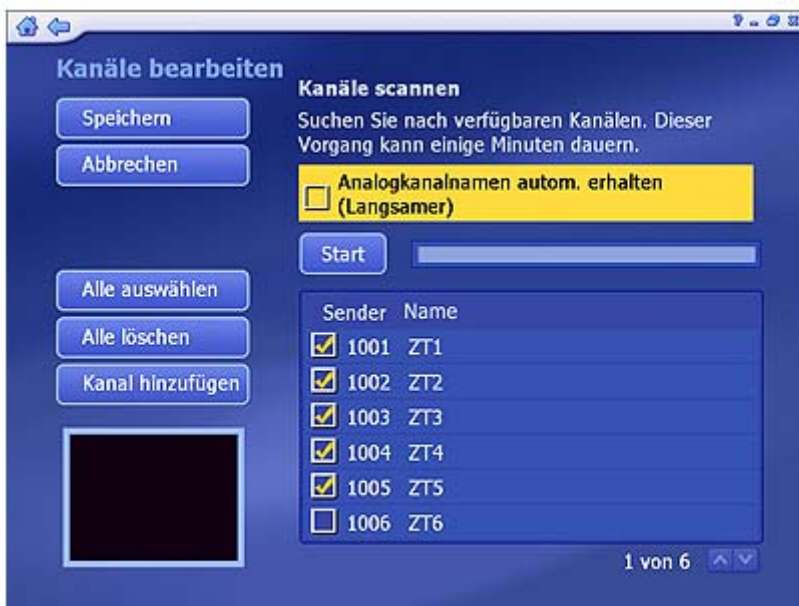 Kanäle bearbeiten
Speichern
Abbrechen
Alle auswählen
Alle löschen
Kanal hinzufügen
Kanäle scannen
Suchen Sie nach verfügbaren Kanälen. Dieser
Vorgang kann einige Minuten dauern.
Analogkanalnamen autom. erhalten
(Langsamer)
Start
Sender Name
1001 ZT1
1002 ZT2
1003 ZT3
1004 ZT4
1005 ZT5
1006 ZT6
1 von 6